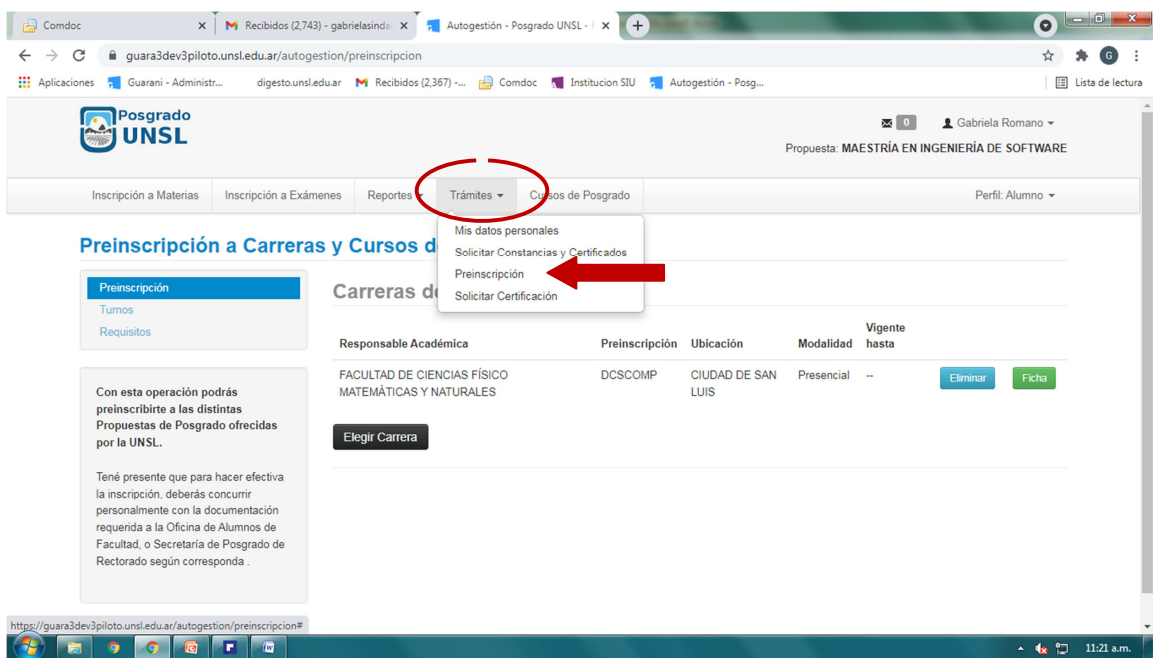 Comdoc
Recibidos (2,743) - gabrielasinda
Autogestión - Posgrado UNSL -
guara3dev3piloto.unsl.edu.ar/autogestion/preinscripcion
G
Aplicaciones
Guarani - Administr...
digesto.unsl.edu.ar
Recibidos (2,367) -...
Comdoc
Institucion SIU
Autogestión - Posg...
Lista de lectura
Posgrado
UNSL
0
Gabriela Romano
Propuesta: MAESTRÍA EN INGENIERÍA DE SOFTWARE
Inscripción a Materias
Inscripción a Exámenes
Reportes
Trámites
Cursos de Posgrado
Perfil: Alumno
Mis datos personales
Solicitar Constancias y Certificados
Preinscripción
Solicitar Certificación
Preinscripción a Carreras y Cursos d
Preinscripción
Turnos
Requisitos
Con esta operación podrás
preinscribirte a las distintas
Propuestas de Posgrado ofrecidas
por la UNSL.
Tené presente que para hacer efectiva
la inscripción, deberás concurrir
personalmente con la documentación
requerida a la Oficina de Alumnos de
Facultad, o Secretaría de Posgrado de
Rectorado según corresponda .
Carreras d
Responsable Académica
Preinscripción
Ubicación
Modalidad
Vigente
hasta
FACULTAD DE CIENCIAS FÍSICO
MATEMÁTICAS Y NATURALES
DCSCOMP
CIUDAD DE SAN
LUIS
Presencial
--
Eliminar
Ficha
Elegir Carrera
https://guara3dev3piloto.unsl.edu.ar/autogestion/preinscripcion#
11:21 a.m.